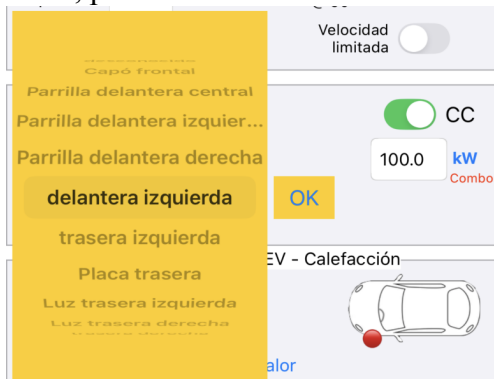 Velocidad
limitada
desconocido
Capó frontal
Parrilla delantera central
Parrilla delantera izquier...
Parrilla delantera derecha
delantera izquierda
trasera izquierda
Placa trasera
Luz trasera izquierda
Luz trasera derecha
OK
CC
100.0 kW
Combo
EV - Calefacción
alor